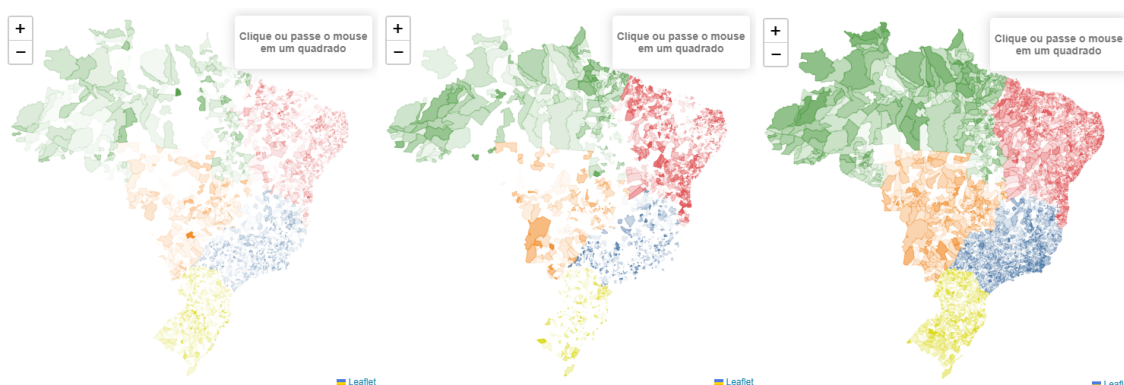 +
−
Clique ou passe o mouse
em um quadrado
Leaflet
+
−
Clique ou passe o mouse
em um quadrado
Leaflet
+
−
Clique ou passe o mouse
em um quadrado
Leafl